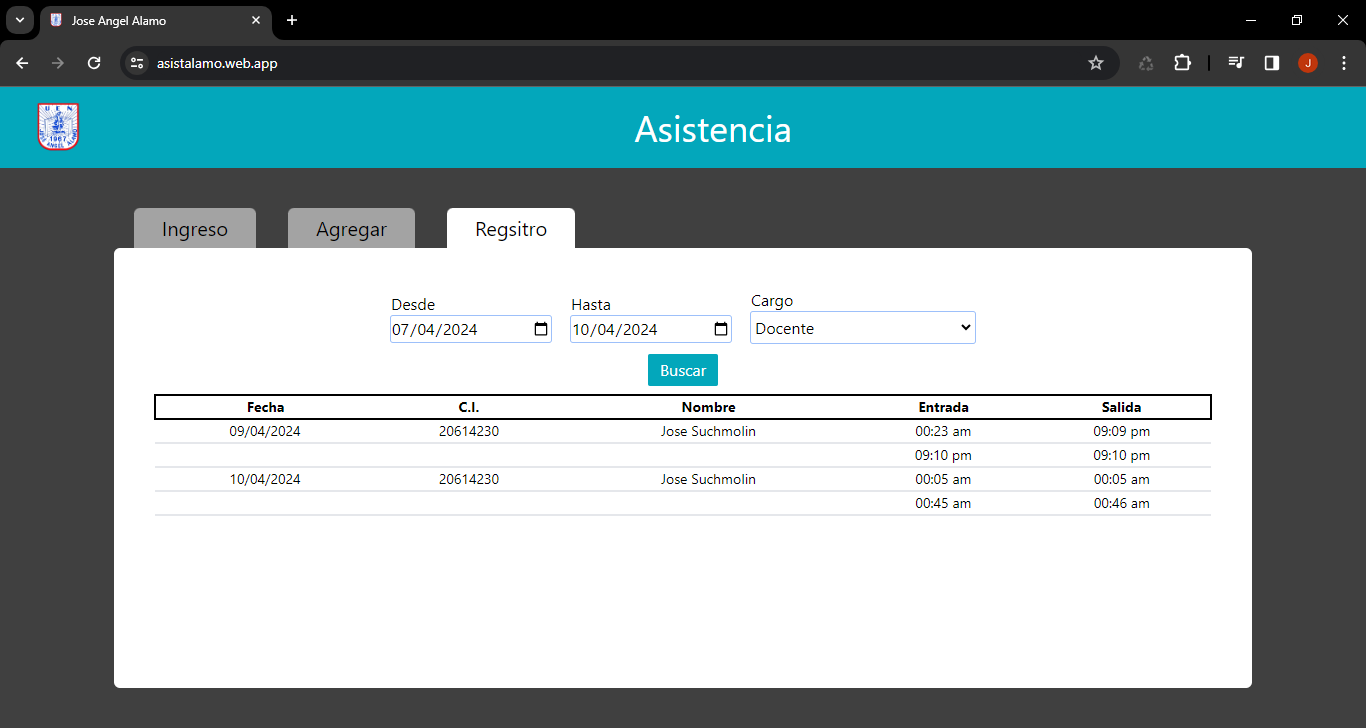 Jose Angel Alamo
asistalamo.web.app
J
U E N
1967
Asistencia
Ingreso Agregar Regsitro
Desde Hasta Cargo
07/04/2024 10/04/2024 Docente
Buscar
Fecha C.I. Nombre Entrada Salida
09/04/2024 20614230 Jose Suchmolin 00:23 am 09:09 pm
09:10 pm 09:10 pm
10/04/2024 20614230 Jose Suchmolin 00:05 am 00:05 am
00:45 am 00:46 am